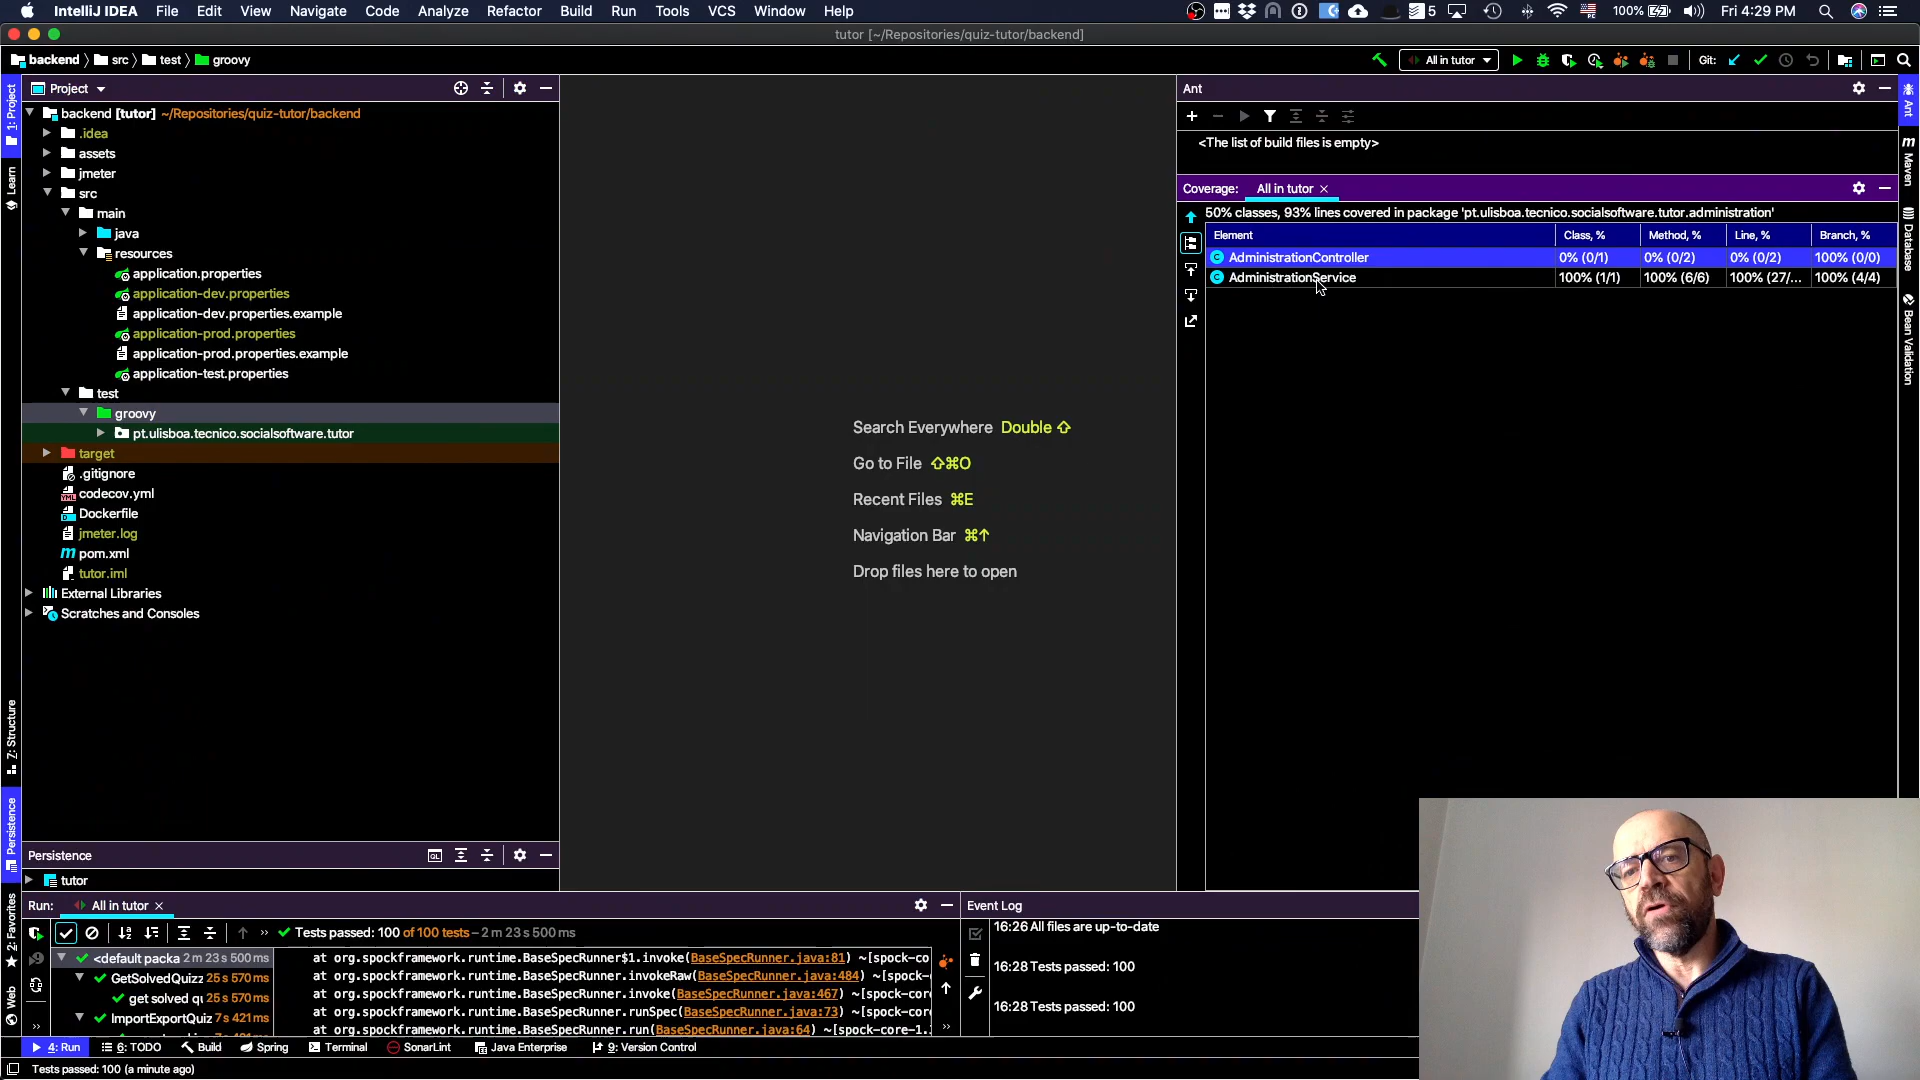 IntelliJ IDEA File Edit View Navigate Code Analyze Refactor Build Run Tools VCS Window Help
5 100% Fri 4:29 PM
tutor [~/Repositories/quiz-tutor/backend]
backend src test groovy
All in tutor Git:
1: Project
Learn
Z: Structure
Persistence
2: Favorites
Web
Project
backend [tutor] ~/Repositories/quiz-tutor/backend
.idea
assets
jmeter
src
main
java
resources
application.properties
application-dev.properties
application-dev.properties.example
application-prod.properties
application-prod.properties.example
application-test.properties
test
groovy
pt.ulisboa.tecnico.socialsoftware.tutor
target
.gitignore
codecov.yml
Dockerfile
jmeter.log
pom.xml
tutor.iml
External Libraries
Scratches and Consoles
Persistence
tutor
Search Everywhere Double ⇧
Go to File ⇧⌘O
Recent Files ⌘E
Navigation Bar ⌘↑
Drop files here to open
Ant
<The list of build files is empty>
Coverage: All in tutor
50% classes, 93% lines covered in package 'pt.ulisboa.tecnico.socialsoftware.tutor.administration'
Element Class, % Method, % Line, % Branch, %
AdministrationController 0% (0/1) 0% (0/2) 0% (0/2) 100% (0/0)
AdministrationService 100% (1/1) 100% (6/6) 100% (27/... 100% (4/4)
Ant
Maven
Database
Bean Validation
Run: All in tutor
Tests passed: 100 of 100 tests – 2 m 23 s 500 ms
<default packa 2 m 23 s 500 ms
GetSolvedQuizz 25 s 570 ms
get solved qu 25 s 570 ms
ImportExportQuiz 7 s 421 ms
at org.spockframework.runtime.BaseSpecRunner$1.invoke(BaseSpecRunner.java:81) ~[spock-co
at org.spockframework.runtime.BaseSpecRunner.invokeRaw(BaseSpecRunner.java:484) ~[spock-
at org.spockframework.runtime.BaseSpecRunner.invoke(BaseSpecRunner.java:467) ~[spock-core
at org.spockframework.runtime.BaseSpecRunner.runSpec(BaseSpecRunner.java:73) ~[spock-cor
at org.spockframework.runtime.BaseSpecRunner.run(BaseSpecRunner.java:64) ~[spock-core-1.
Event Log
16:26 All files are up-to-date
16:28 Tests passed: 100
16:28 Tests passed: 100
4: Run 6: TODO Build Spring Terminal SonarLint Java Enterprise 9: Version Control
Tests passed: 100 (a minute ago)